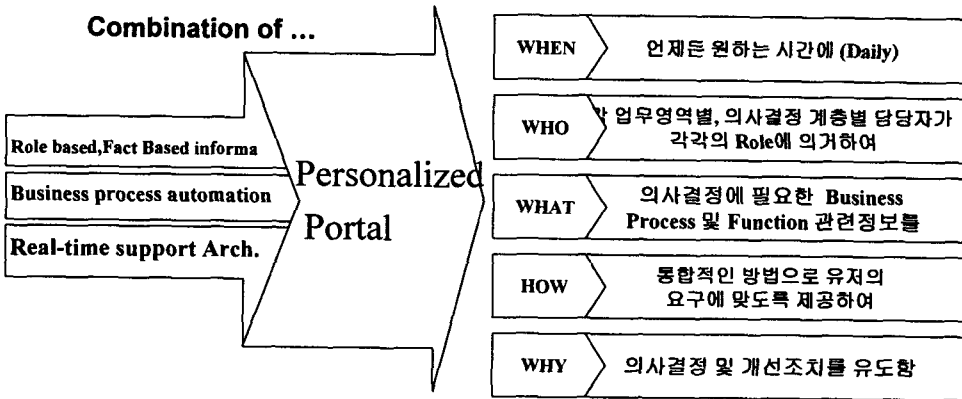 Combination of ...
Role based,Fact Based informa
Business process automation
Real-time support Arch.
Personalized
Portal
WHEN
언제든 원하는 시간에 (Daily)
WHO
업무영역별, 의사결정 계층별 담당자가
각각의 Role에 의거하여
WHAT
의사결정에 필요한 Business
Process 및 Function 관련정보를
HOW
통합적인 방법으로 유저의
요구에 맞도록 제공하여
WHY
의사결정 및 개선조치를 유도함